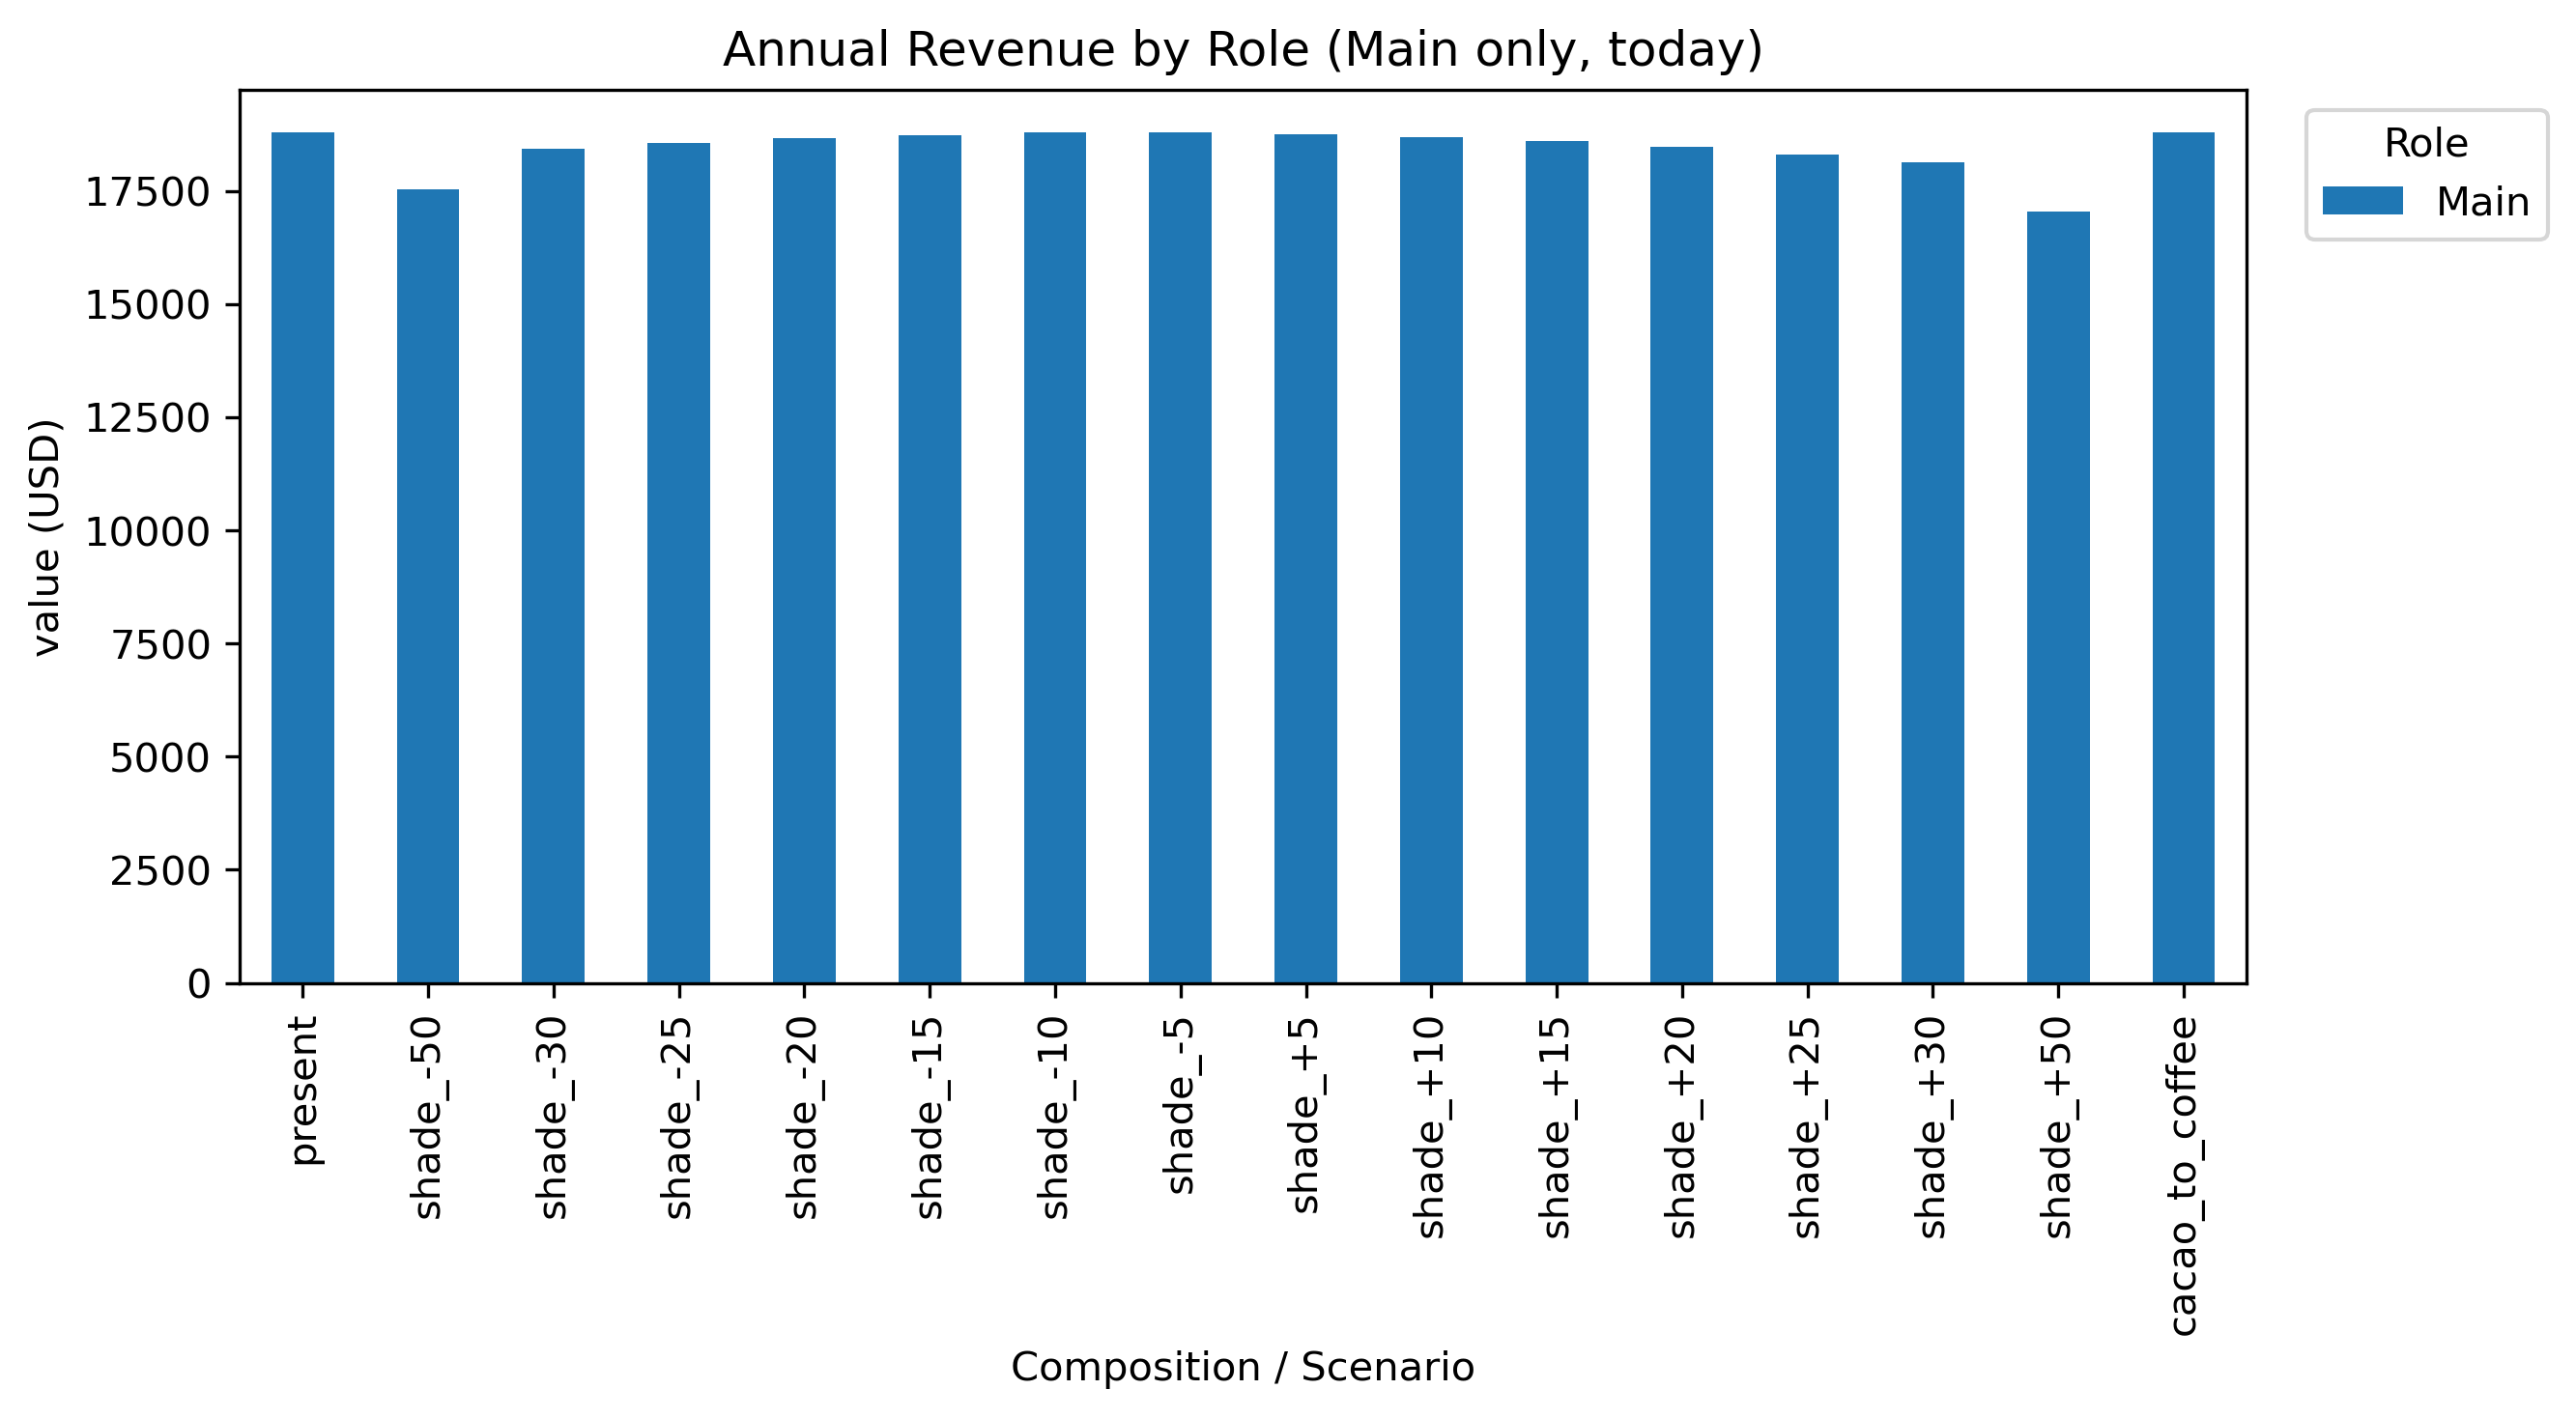 Annual Revenue by Role (Main only, today)
Role
Main
value (USD)
17500
15000
12500
10000
7500
5000
2500
0
present
shade_-50
shade_-30
shade_-25
shade_-20
shade_-15
shade_-10
shade_-5
shade_+5
shade_+10
shade_+15
shade_+20
shade_+25
shade_+30
shade_+50
cacao_to_coffee
Composition / Scenario